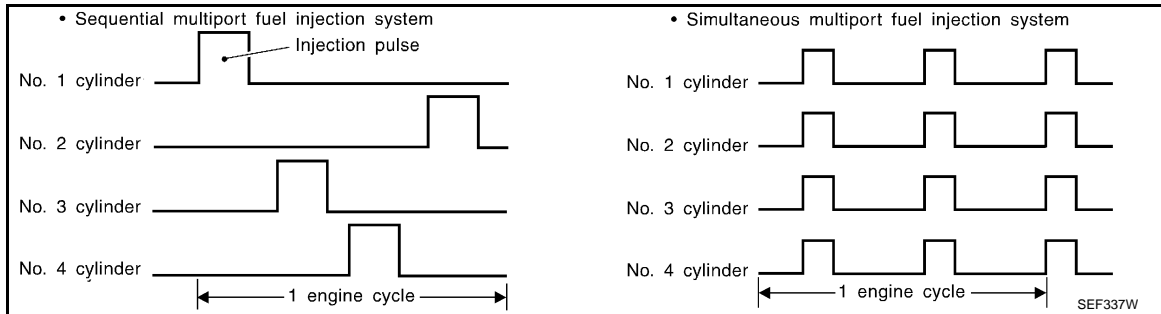 • Sequential multiport fuel injection system
Injection pulse
No. 1 cylinder
No. 2 cylinder
No. 3 cylinder
No. 4 cylinder
1 engine cycle
• Simultaneous multiport fuel injection system
No. 1 cylinder
No. 2 cylinder
No. 3 cylinder
No. 4 cylinder
1 engine cycle
SEF337W